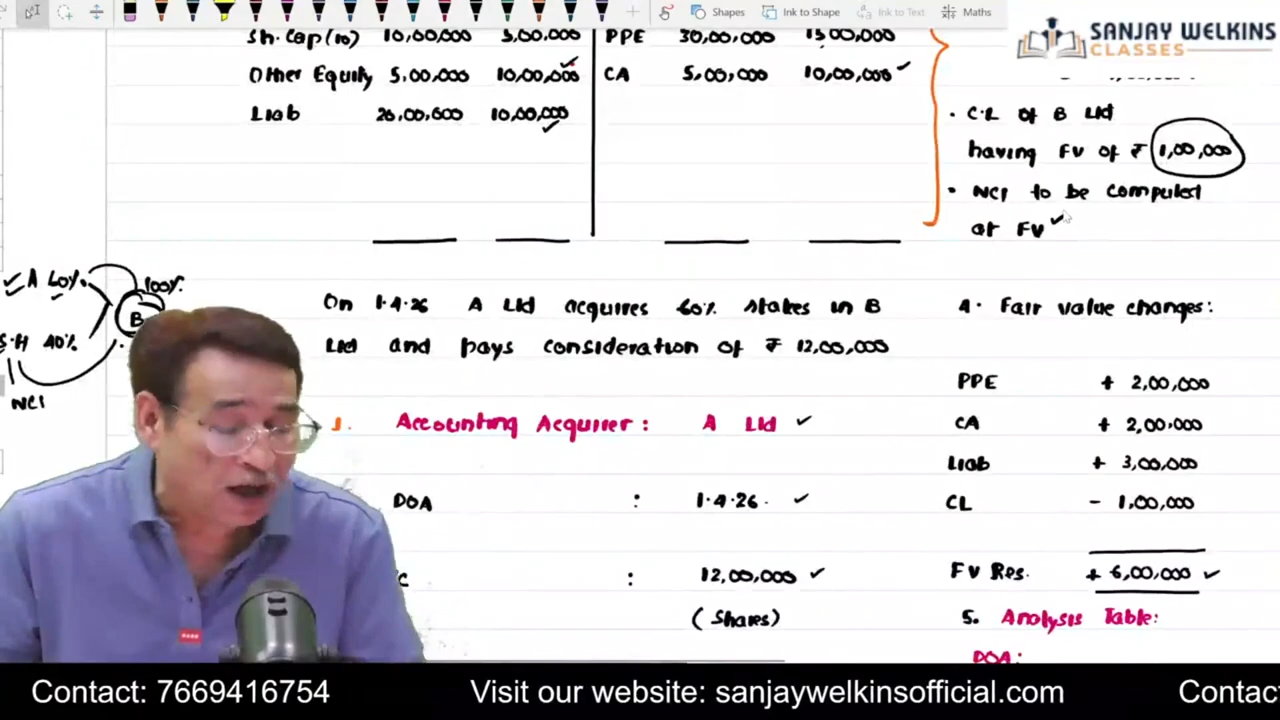 Shapes
Ink to Shape
Ink to Text
Maths
SANJAY WELKINS
CLASSES
Sh. Cap (10) 10,00,000 5,00,000 PPE 30,00,000 15,00,000
Other Equity 5,00,000 10,00,000 CA 5,00,000 10,00,000
Liab 20,00,000 10,00,000
• C.L of B Ltd
having FV of ₹ 1,00,000
• NCI to be computed
at FV
A 60%
100%
B
S.H 40%
NCI
On 1.4.26 A Ltd acquires 60% stakes in B
Ltd and pays consideration of ₹ 12,00,000
1. Accounting Acquirer : A Ltd
DOA : 1.4.26.
C : 12,00,000
(Shares)
4. Fair value changes:
PPE + 2,00,000
CA + 2,00,000
Liab + 3,00,000
CL - 1,00,000
FV Res. + 6,00,000
5. Analysis Table:
DOA:
Contact: 7669416754 Visit our website: sanjaywelkinsofficial.com Contac